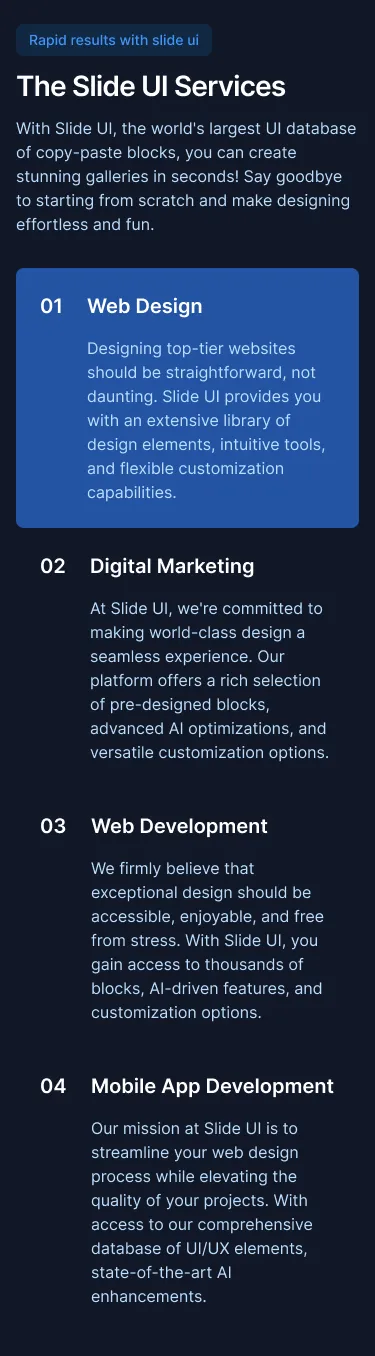 Rapid results with slide ui
The Slide UI Services
With Slide UI, the world's largest UI database
of copy-paste blocks, you can create
stunning galleries in seconds! Say goodbye
to starting from scratch and make designing
effortless and fun.
01 Web Design
Designing top-tier websites
should be straightforward, not
daunting. Slide UI provides you
with an extensive library of
design elements, intuitive tools,
and flexible customization
capabilities.
02 Digital Marketing
At Slide UI, we're committed to
making world-class design a
seamless experience. Our
platform offers a rich selection
of pre-designed blocks,
advanced AI optimizations, and
versatile customization options.
03 Web Development
We firmly believe that
exceptional design should be
accessible, enjoyable, and free
from stress. With Slide UI, you
gain access to thousands of
blocks, AI-driven features, and
customization options.
04 Mobile App Development
Our mission at Slide UI is to
streamline your web design
process while elevating the
quality of your projects. With
access to our comprehensive
database of UI/UX elements,
state-of-the-art AI
enhancements.